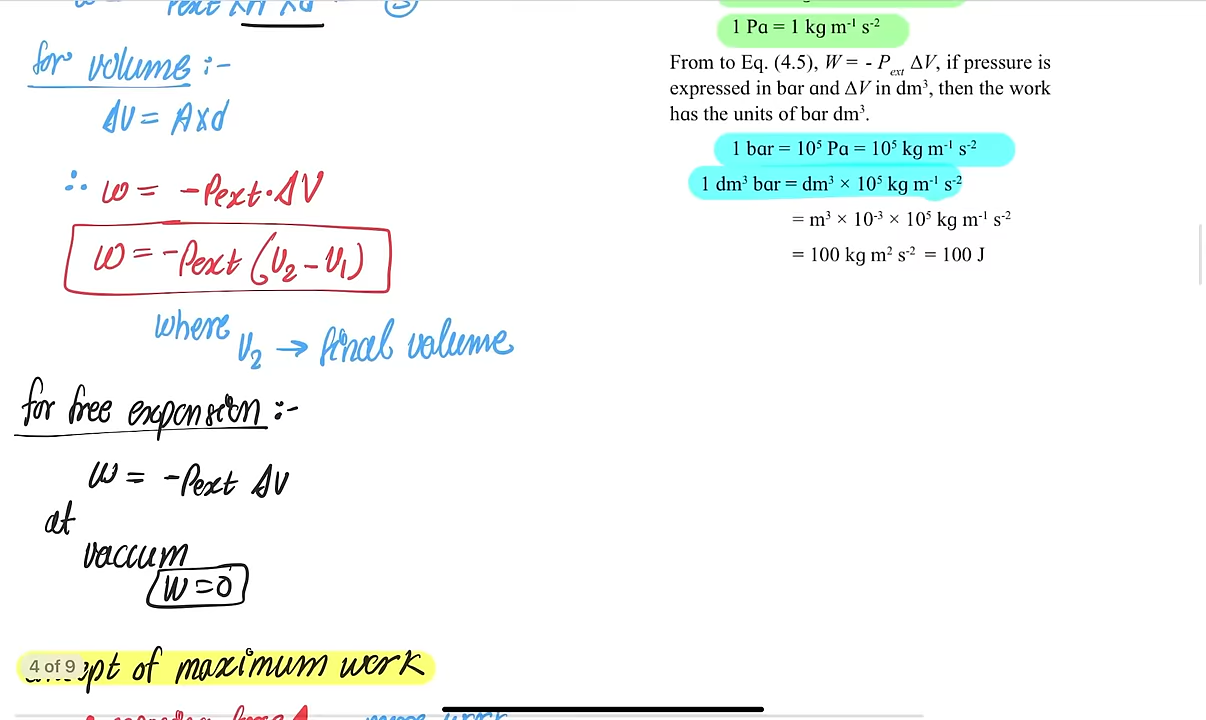 for volume :-
ΔV = A×d
∴ W = -Pext·ΔV
W = -Pext (V₂ - V₁)
where V₂ → final volume
for free expansion :-
W = -Pext ΔV
at
vaccum
W = 0
4 of 9
pt of maximum work
1 Pa = 1 kg m⁻¹ s⁻²
From to Eq. (4.5), W = - Pₑₓₜ ΔV, if pressure is
expressed in bar and ΔV in dm³, then the work
has the units of bar dm³.
1 bar = 10⁵ Pa = 10⁵ kg m⁻¹ s⁻²
1 dm³ bar = dm³ × 10⁵ kg m⁻¹ s⁻²
= m³ × 10⁻³ × 10⁵ kg m⁻¹ s⁻²
= 100 kg m² s⁻² = 100 J